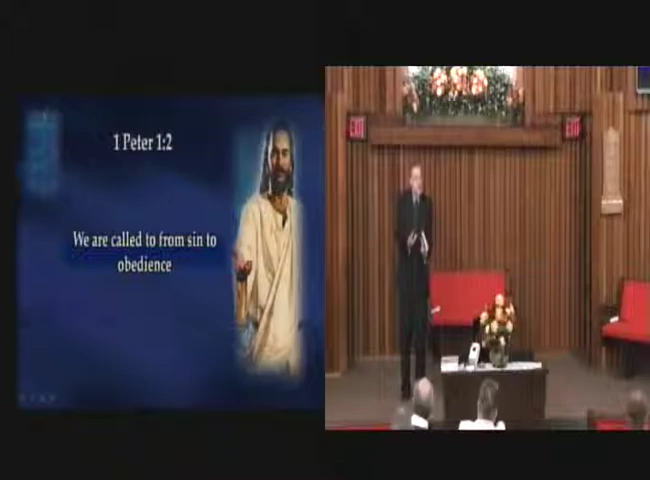 1 Peter 1:2
We are called to from sin to
obedience
EXIT
EXIT